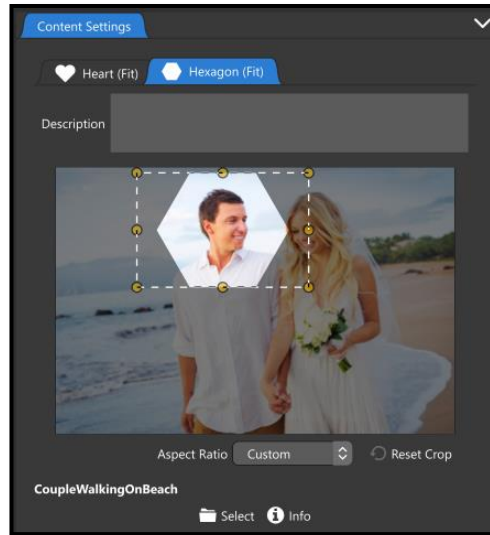 Content Settings
Heart (Fit)
Hexagon (Fit)
Description
Aspect Ratio
Custom
Reset Crop
CoupleWalkingOnBeach
Select
Info